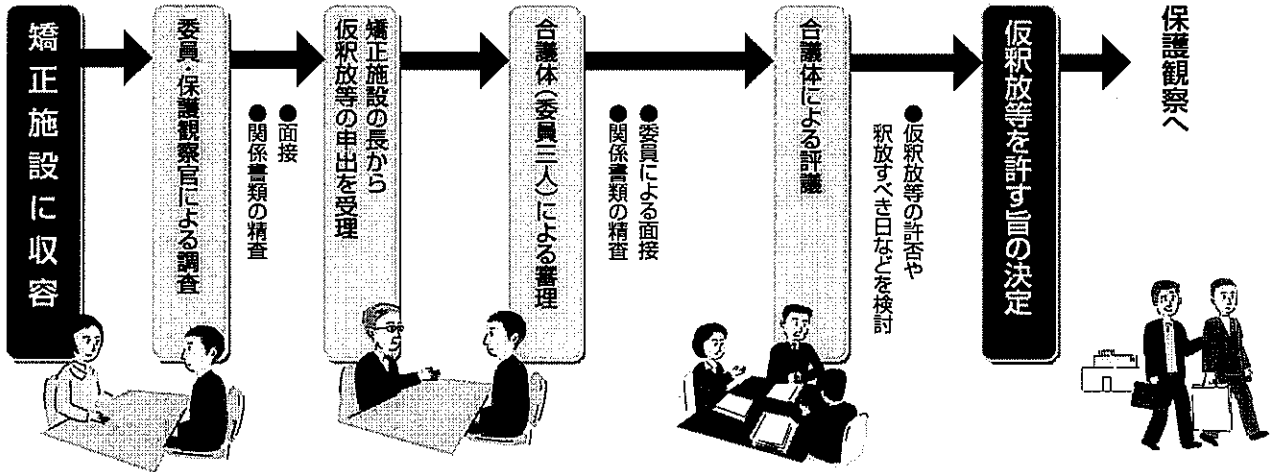 矯正施設に収容
委員・保護観察官による調査
●面接
●関係書類の精査
矯正施設の長から
仮釈放等の申出を受理
合議体（委員三人）による審理
●委員による面接
●関係書類の精査
合議体による評議
●仮釈放等の許否や
釈放すべき日などを検討
仮釈放等を許す旨の決定
保護観察へ